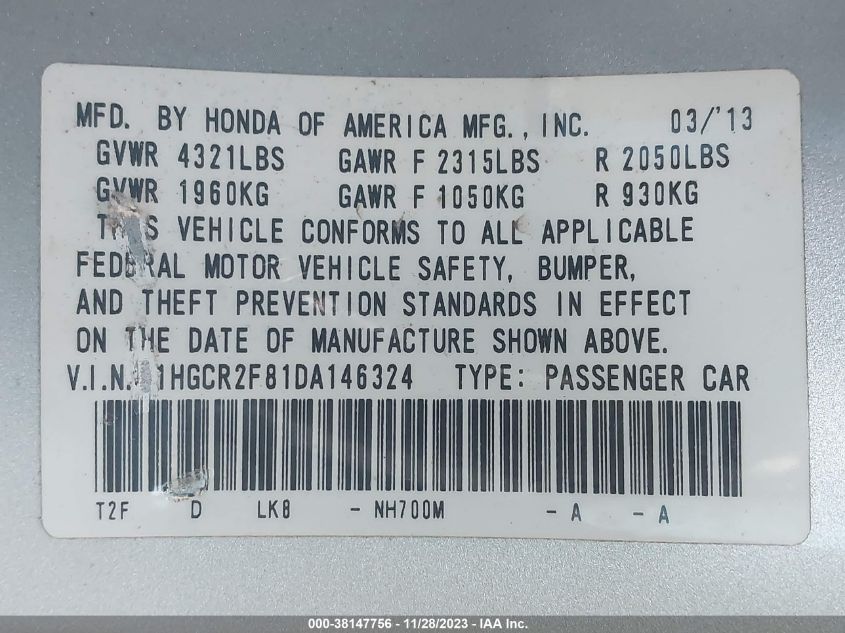 MFD. BY HONDA OF AMERICA MFG., INC. 03/'13
GVWR 4321LBS GAWR F 2315LBS R 2050LBS
GVWR 1960KG GAWR F 1050KG R 930KG
THIS VEHICLE CONFORMS TO ALL APPLICABLE
FEDERAL MOTOR VEHICLE SAFETY, BUMPER,
AND THEFT PREVENTION STANDARDS IN EFFECT
ON THE DATE OF MANUFACTURE SHOWN ABOVE.
V.I.N. 1HGCR2F81DA146324 TYPE: PASSENGER CAR
T2F D LK8 - NH700M - A - A
000-38147756 - 11/28/2023 - IAA Inc.